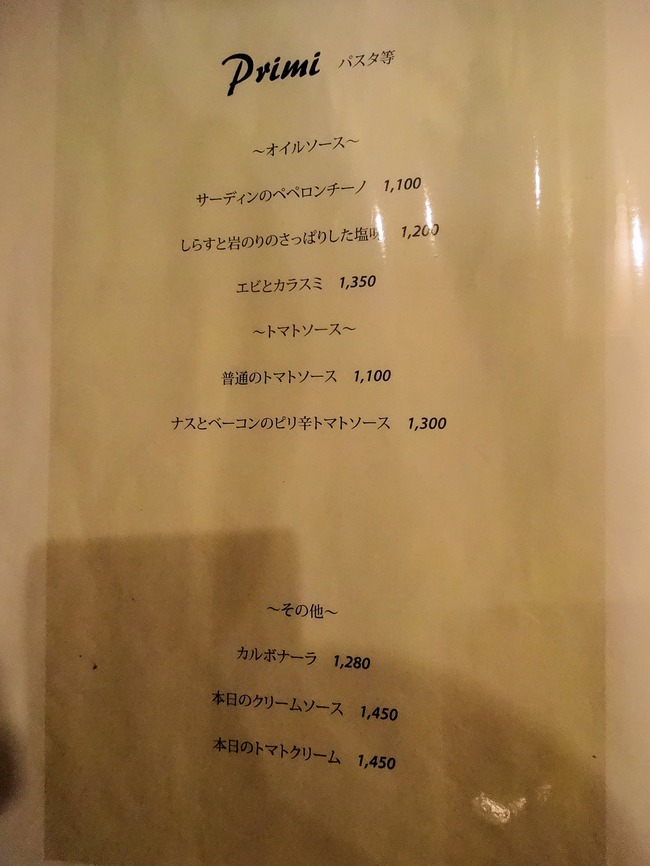 Primi パスタ等
～オイルソース～
サーディンのペペロンチーノ 1,100
しらすと岩のりのさっぱりした塩味 1,200
エビとカラスミ 1,350
～トマトソース～
普通のトマトソース 1,100
ナスとベーコンのピリ辛トマトソース 1,300
～その他～
カルボナーラ 1,280
本日のクリームソース 1,450
本日のトマトクリーム 1,450